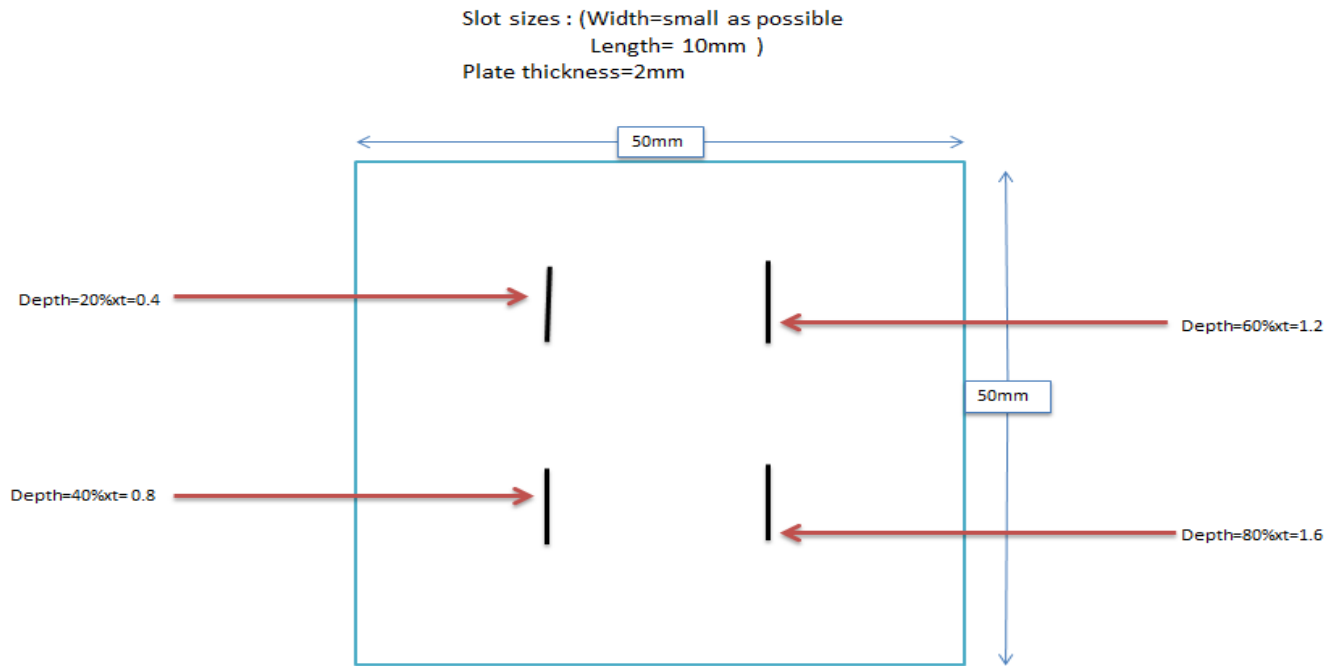 Slot sizes : (Width=small as possible
Length= 10mm )
Plate thickness=2mm
50mm
Depth=20%xt=0.4
Depth=60%xt=1.2
50mm
Depth=40%xt= 0.8
Depth=80%xt=1.6